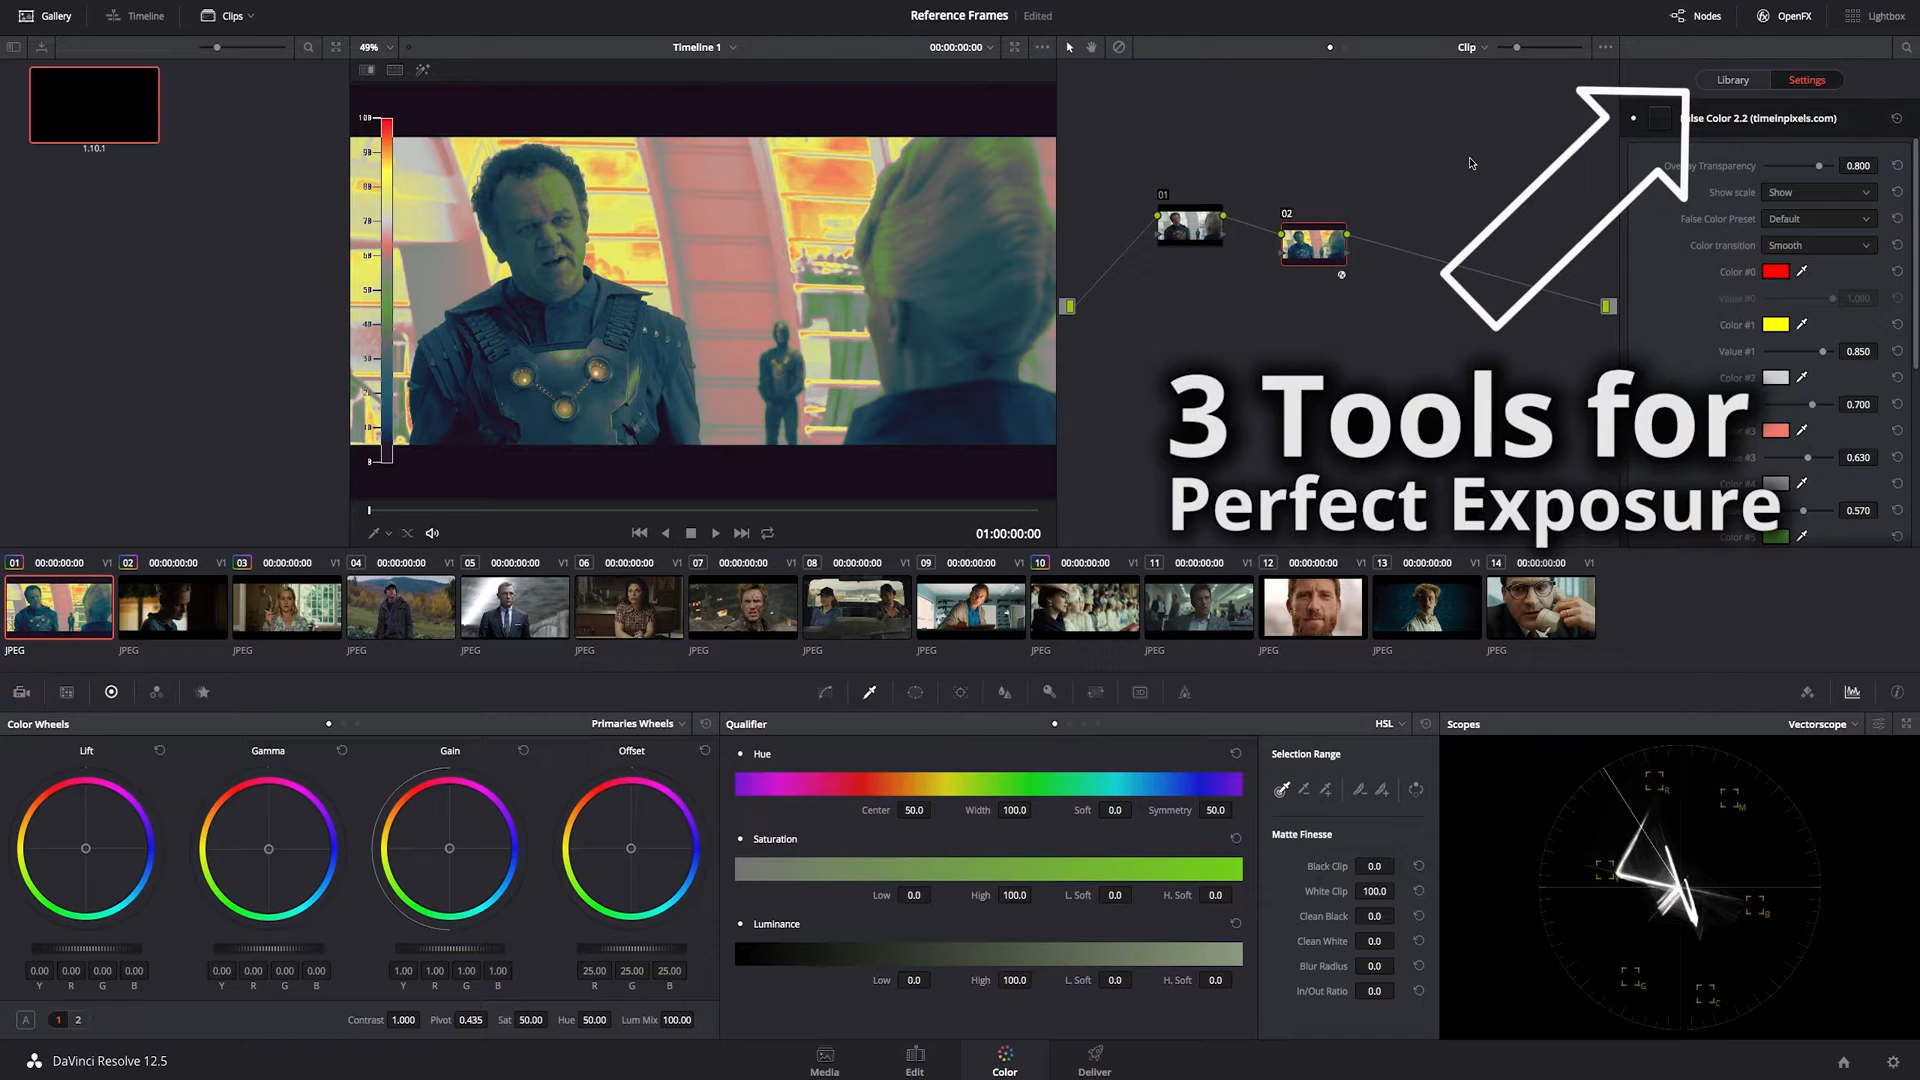 Gallery
Timeline
Clips
Reference Frames
Edited
Nodes
OpenFX
Lightbox
49%
Timeline 1
00:00:00:00
Clip
Library
Settings
1.10.1
False Color 2.2 (timeinpixels.com)
Overlay Transparency
0.800
Show scale
Show
False Color Preset
Default
Color transition
Smooth
Color #0
Value #0
1.000
Color #1
Value #1
0.850
Color #2
0.700
#3
#3
0.630
#4
0.570
Color #5
100
90
80
70
60
50
40
30
20
10
0
01
02
3 Tools for
Perfect Exposure
01:00:00:00
01 00:00:00:00 V1
02 00:00:00:00 V1
03 00:00:00:00 V1
04 00:00:00:00 V1
05 00:00:00:00 V1
06 00:00:00:00 V1
07 00:00:00:00 V1
08 00:00:00:00 V1
09 00:00:00:00 V1
10 00:00:00:00 V1
11 00:00:00:00 V1
12 00:00:00:00 V1
13 00:00:00:00 V1
14 00:00:00:00 V1
JPEG JPEG JPEG JPEG JPEG JPEG JPEG JPEG JPEG JPEG JPEG JPEG JPEG JPEG
Color Wheels
Primaries Wheels
Lift
Gamma
Gain
Offset
0.00 0.00 0.00 0.00
Y R G B
0.00 0.00 0.00 0.00
Y R G B
1.00 1.00 1.00 1.00
Y R G B
25.00 25.00 25.00
R G B
A
1 2
Contrast 1.000 Pivot 0.435 Sat 50.00 Hue 50.00 Lum Mix 100.00
Qualifier
HSL
Hue
Center 50.0 Width 100.0 Soft 0.0 Symmetry 50.0
Saturation
Low 0.0 High 100.0 L. Soft 0.0 H. Soft 0.0
Luminance
Low 0.0 High 100.0 L. Soft 0.0 H. Soft 0.0
Selection Range
Matte Finesse
Black Clip 0.0
White Clip 100.0
Clean Black 0.0
Clean White 0.0
Blur Radius 0.0
In/Out Ratio 0.0
Scopes
Vectorscope
R
M
Y
B
G
C
DaVinci Resolve 12.5
Media
Edit
Color
Deliver